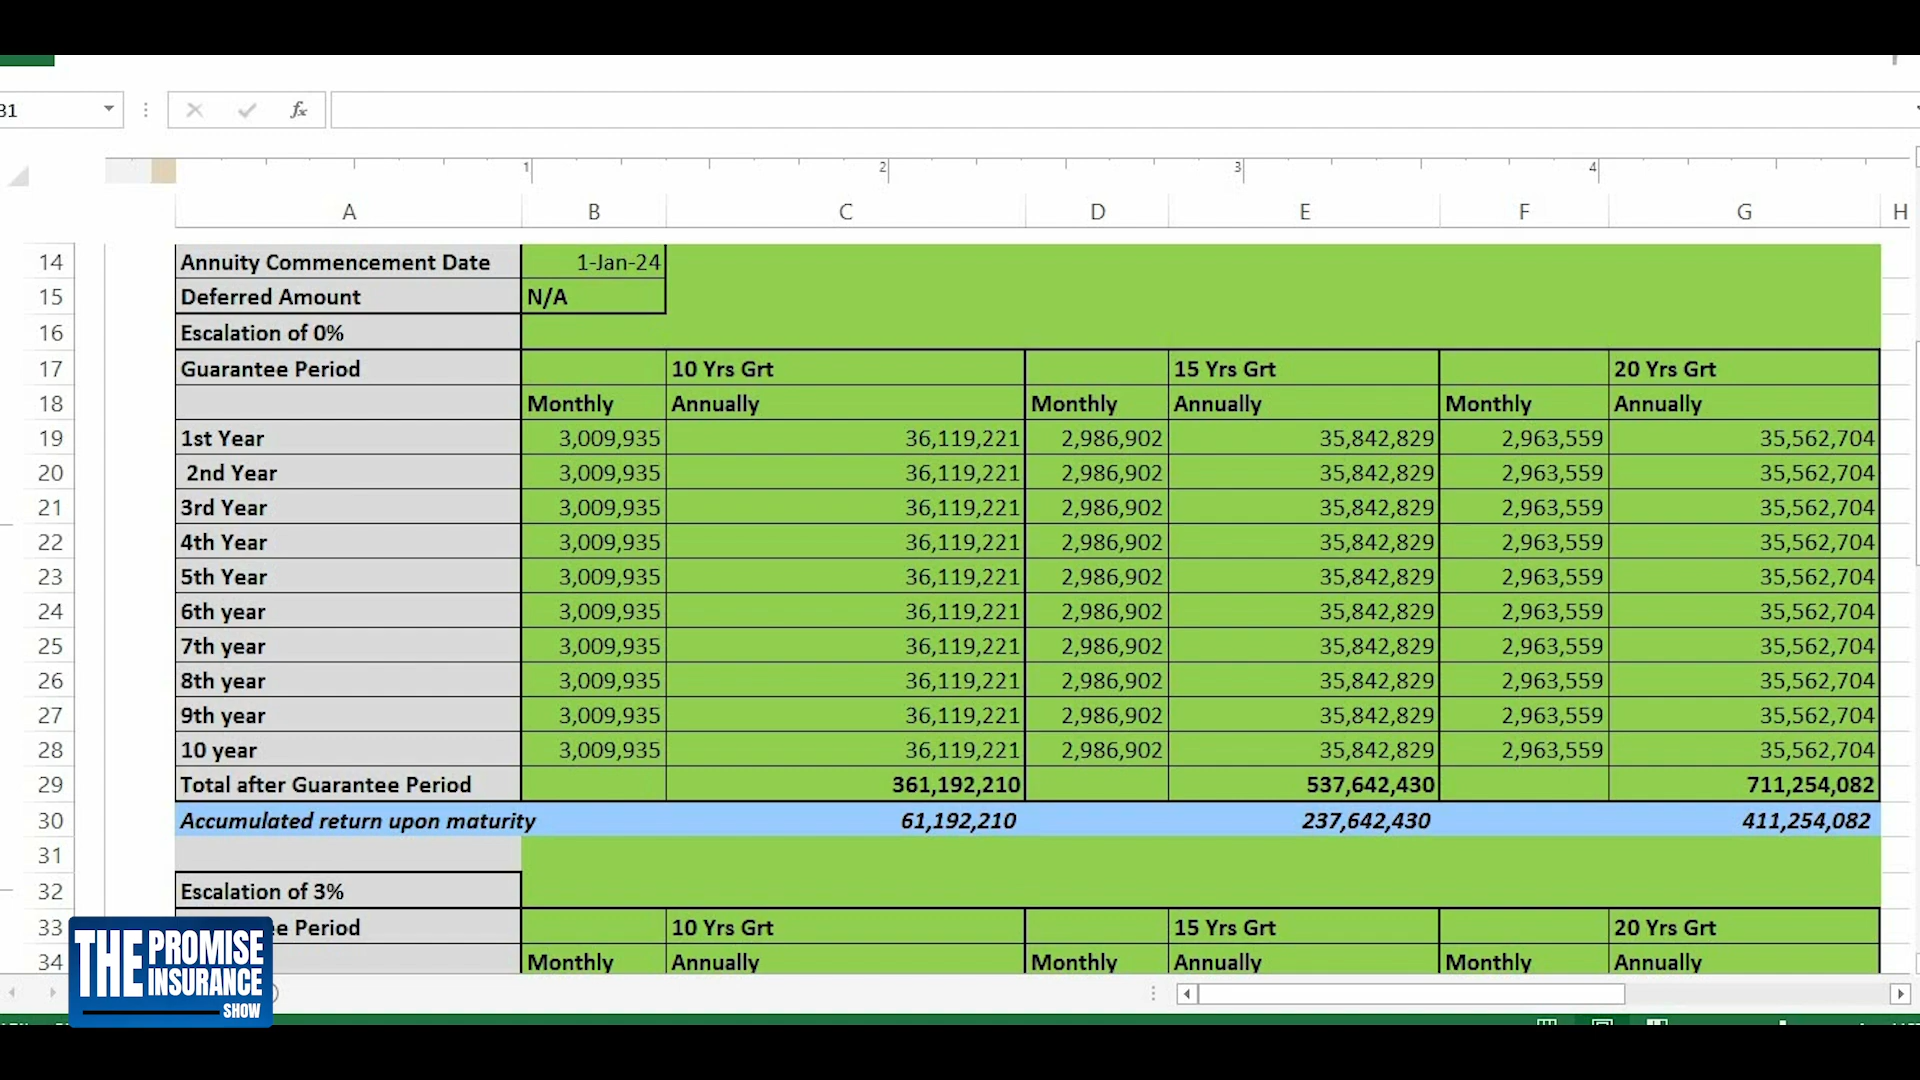 31
fx
1 2 3 4
A B C D E F G H
14 Annuity Commencement Date 1-Jan-24
15 Deferred Amount N/A
16 Escalation of 0%
17 Guarantee Period 10 Yrs Grt 15 Yrs Grt 20 Yrs Grt
18 Monthly Annually Monthly Annually Monthly Annually
19 1st Year 3,009,935 36,119,221 2,986,902 35,842,829 2,963,559 35,562,704
20 2nd Year 3,009,935 36,119,221 2,986,902 35,842,829 2,963,559 35,562,704
21 3rd Year 3,009,935 36,119,221 2,986,902 35,842,829 2,963,559 35,562,704
22 4th Year 3,009,935 36,119,221 2,986,902 35,842,829 2,963,559 35,562,704
23 5th Year 3,009,935 36,119,221 2,986,902 35,842,829 2,963,559 35,562,704
24 6th year 3,009,935 36,119,221 2,986,902 35,842,829 2,963,559 35,562,704
25 7th year 3,009,935 36,119,221 2,986,902 35,842,829 2,963,559 35,562,704
26 8th year 3,009,935 36,119,221 2,986,902 35,842,829 2,963,559 35,562,704
27 9th year 3,009,935 36,119,221 2,986,902 35,842,829 2,963,559 35,562,704
28 10 year 3,009,935 36,119,221 2,986,902 35,842,829 2,963,559 35,562,704
29 Total after Guarantee Period 361,192,210 537,642,430 711,254,082
30 Accumulated return upon maturity 61,192,210 237,642,430 411,254,082
31
32 Escalation of 3%
33 ee Period 10 Yrs Grt 15 Yrs Grt 20 Yrs Grt
34 Monthly Annually Monthly Annually Monthly Annually
THE PROMISE
INSURANCE
SHOW